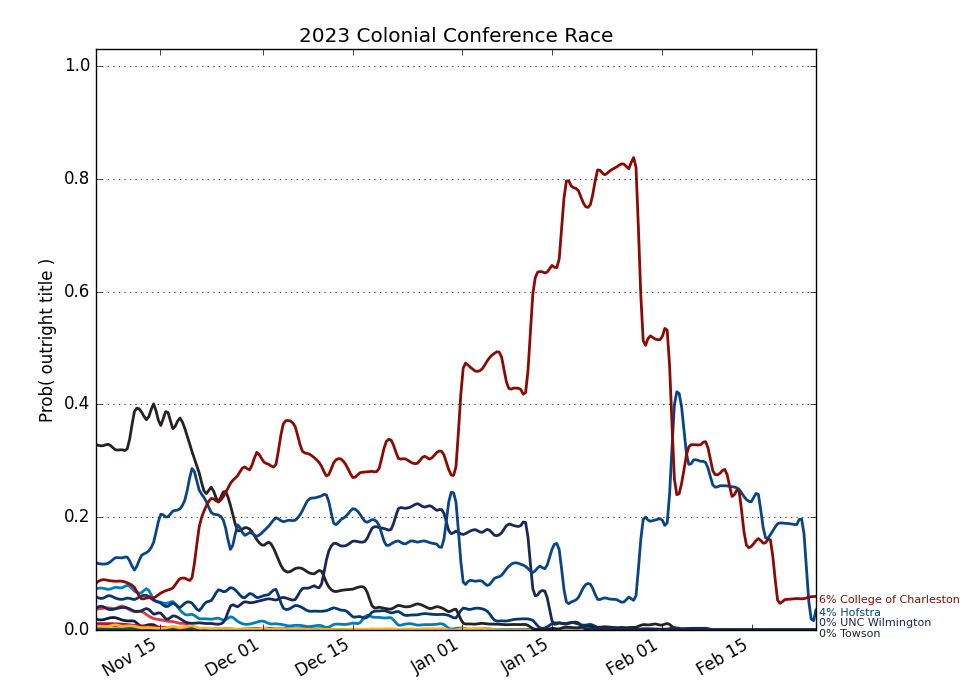 2023 Colonial Conference Race
Prob( outright title )
1.0
0.8
0.6
0.4
0.2
0.0
Nov 15
Dec 01
Dec 15
Jan 01
Jan 15
Feb 01
Feb 15
6% College of Charleston
4% Hofstra
0% UNC Wilmington
0% Towson